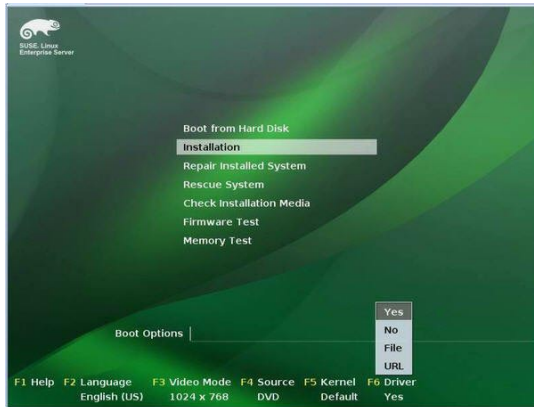 SUSE. Linux
Enterprise Server
Boot from Hard Disk
Installation
Repair Installed System
Rescue System
Check Installation Media
Firmware Test
Memory Test
Yes
No
File
URL
Boot Options
F1 Help F2 Language F3 Video Mode F4 Source F5 Kernel F6 Driver
English (US) 1024 x 768 DVD Default Yes